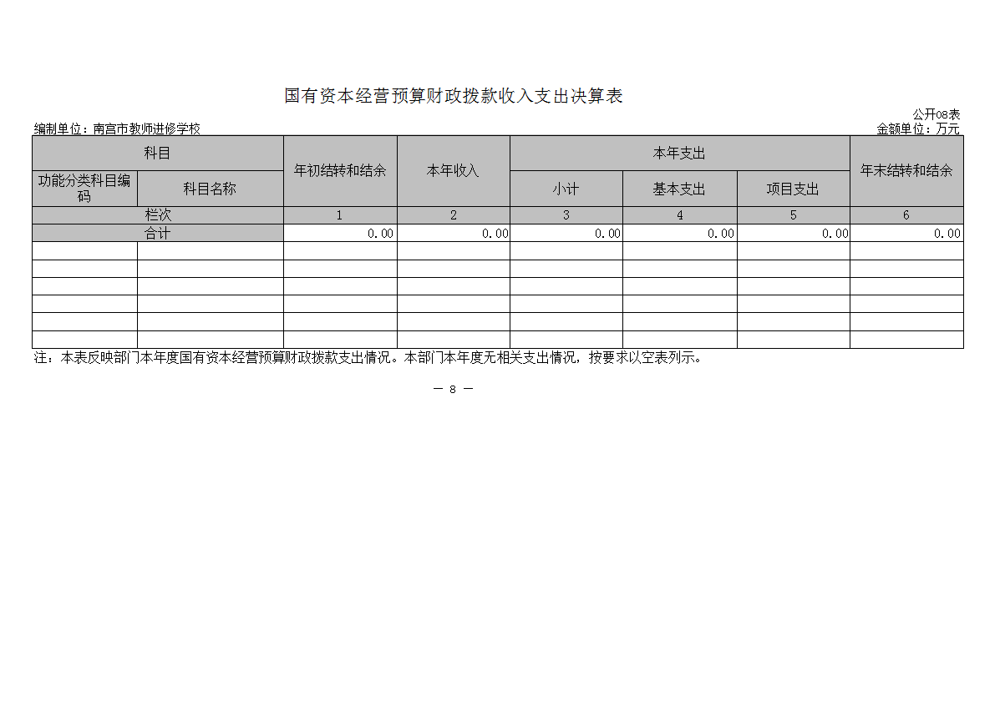 国有资本经营预算财政拨款收入支出决算表
公开08表
编制单位：南宫市教师进修学校 金额单位：万元
科目 年初结转和结余 本年收入 本年支出 年末结转和结余
功能分类科目编
码 科目名称 小计 基本支出 项目支出
栏次 1 2 3 4 5 6
合计 0.00 0.00 0.00 0.00 0.00 0.00
注：本表反映部门本年度国有资本经营预算财政拨款支出情况。本部门本年度无相关支出情况，按要求以空表列示。
— 8 —